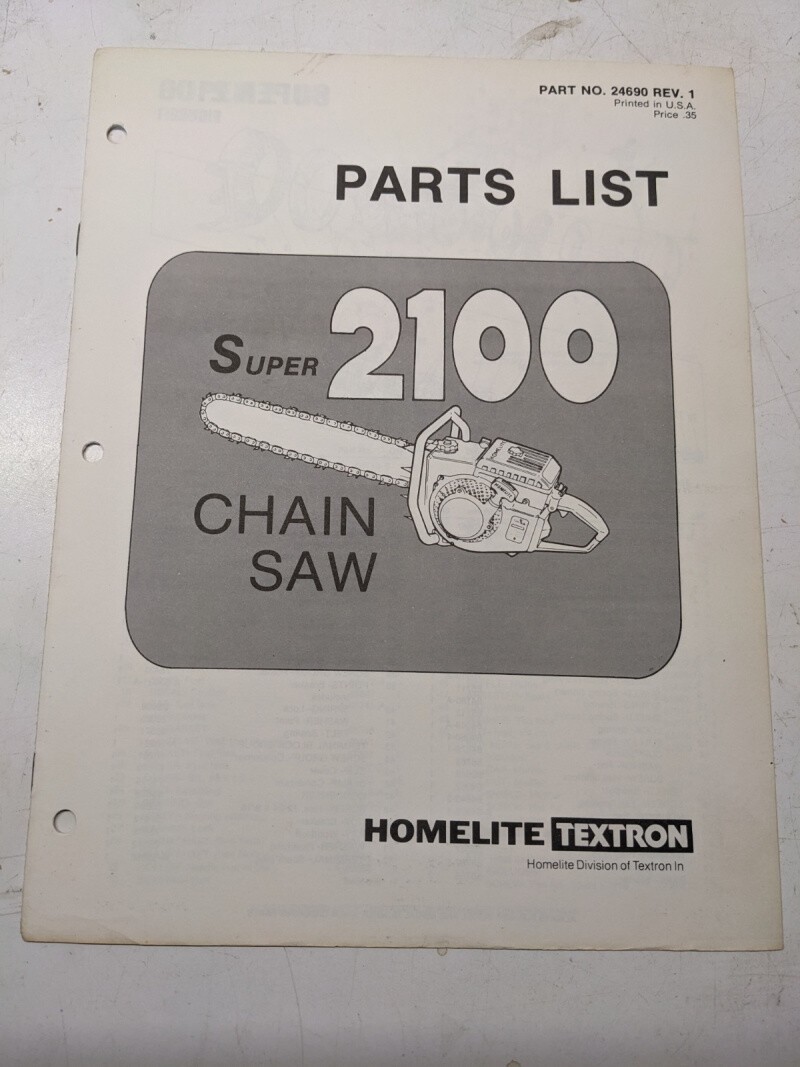 PART NO. 24690 REV. 1
Printed in U.S.A.
Price .35
PARTS LIST
SUPER 2100
CHAIN
SAW
HOMELITE TEXTRON
Homelite Division of Textron In